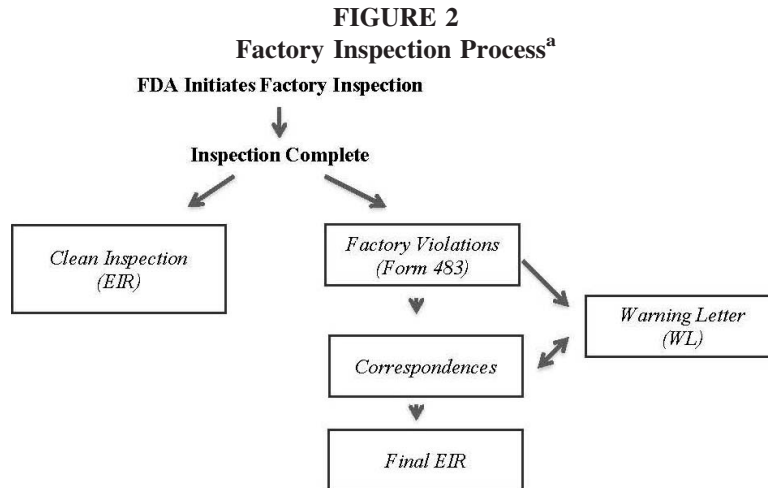 FIGURE 2
Factory Inspection Processª
FDA Initiates Factory Inspection
Inspection Complete
Clean Inspection
(EIR)
Factory Violations
(Form 483)
Warning Letter
(WL)
Correspondences
Final EIR